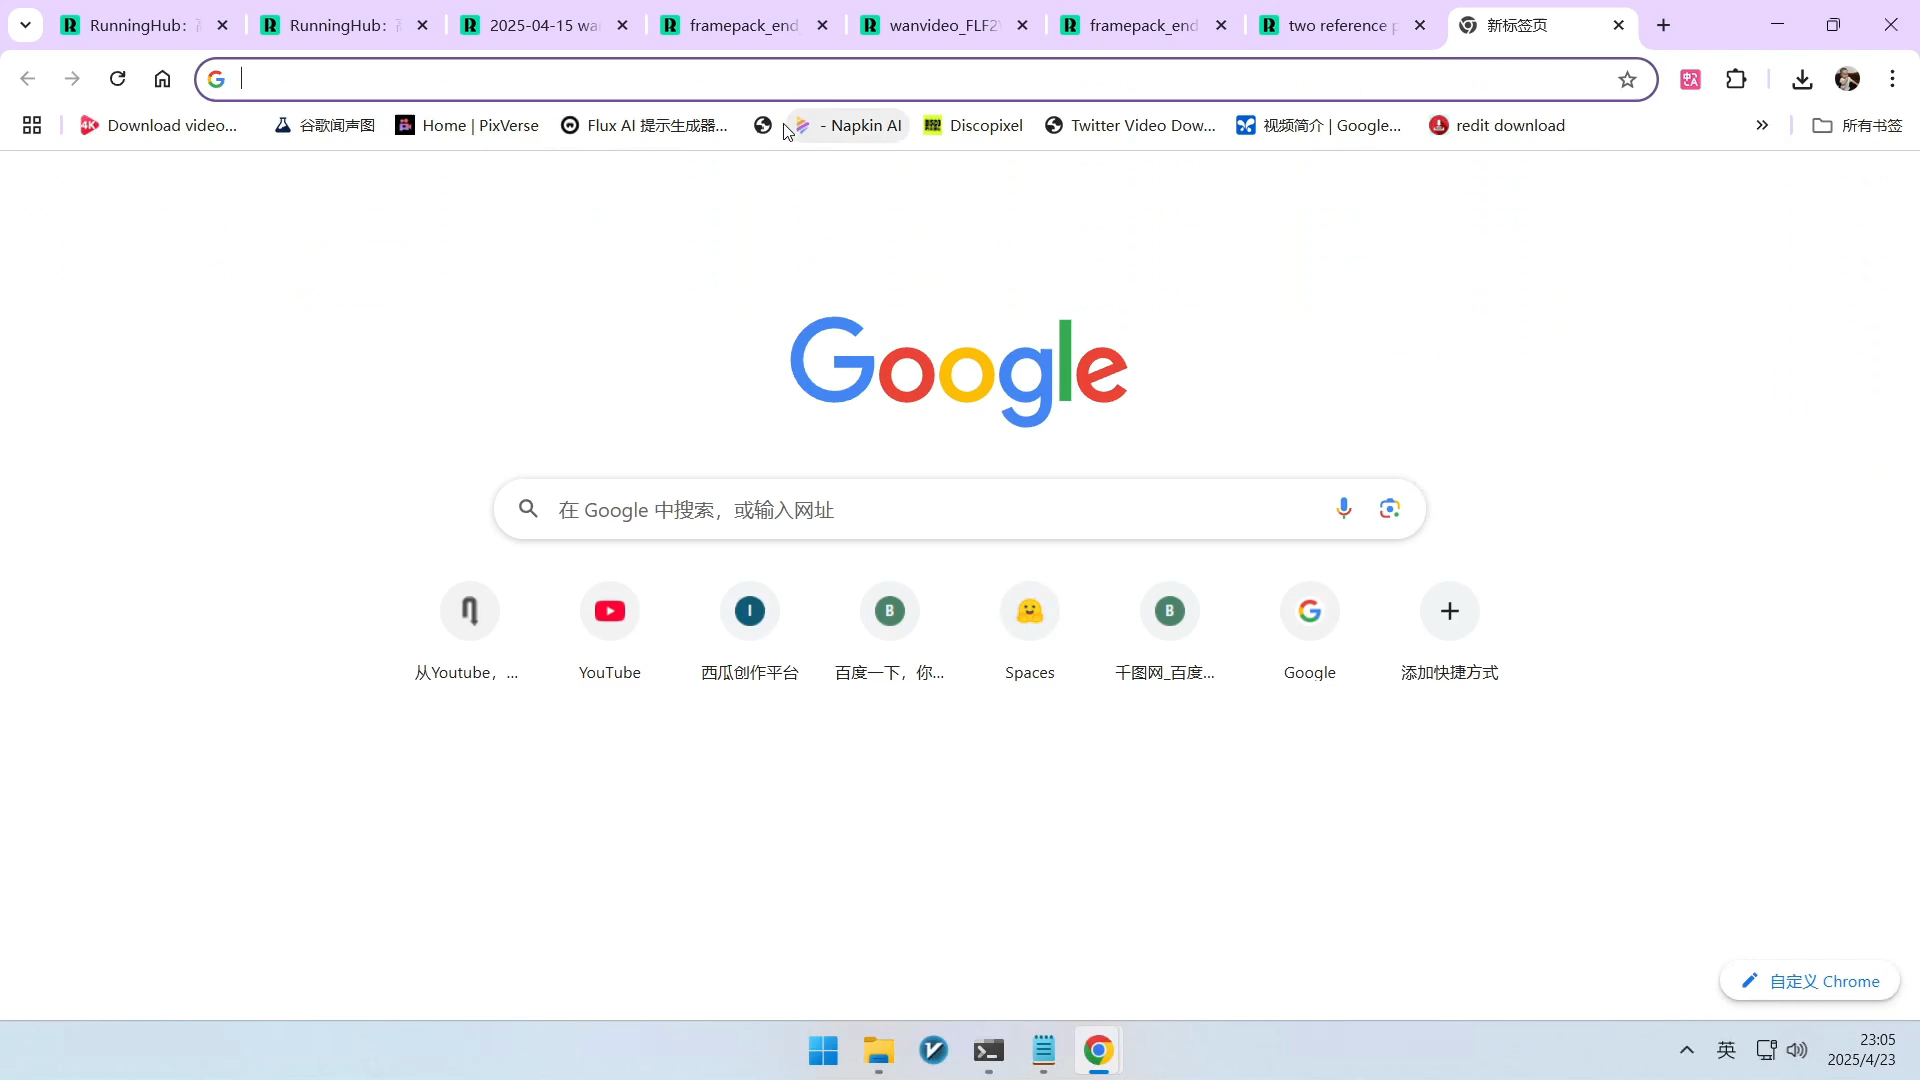 RunningHub：
RunningHub：
2025-04-15 wa
framepack_end
wanvideo_FLF2
framepack_end
two reference p
新标签页
Download video...
谷歌闻声图
Home | PixVerse
Flux AI 提示生成器...
- Napkin AI
Discopixel
Twitter Video Dow...
视频简介 | Google...
redit download
所有书签
Google
在 Google 中搜索，或输入网址
从Youtube，...
YouTube
西瓜创作平台
百度一下，你...
Spaces
千图网_百度...
Google
添加快捷方式
自定义 Chrome
英
23:05
2025/4/23